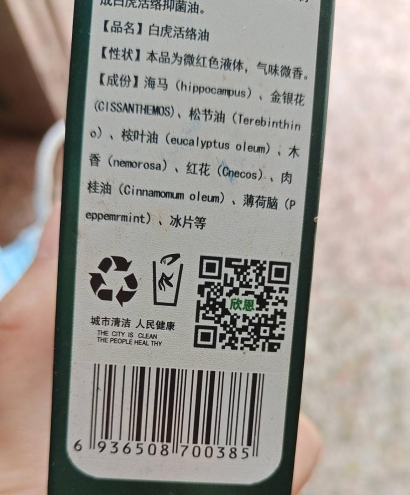 成白虎活络抑菌油。
【品名】白虎活络油
【性状】本品为微红色液体，气味微香。
【成份】海马（hippocampus）、金银花
(CISSANTHEMOS)、松节油（Terebinthin
o）、桉叶油（eucalyptus oleum）、木
香（nemorosa）、红花（Cnecos）、肉
桂油（Cinnamomum oleum）、薄荷脑（P
eppemrmint）、冰片等
欣恩
城市清洁 人民健康
THE CITY IS CLEAN
THE PEOPLE HEALTHY
6 936508 700385